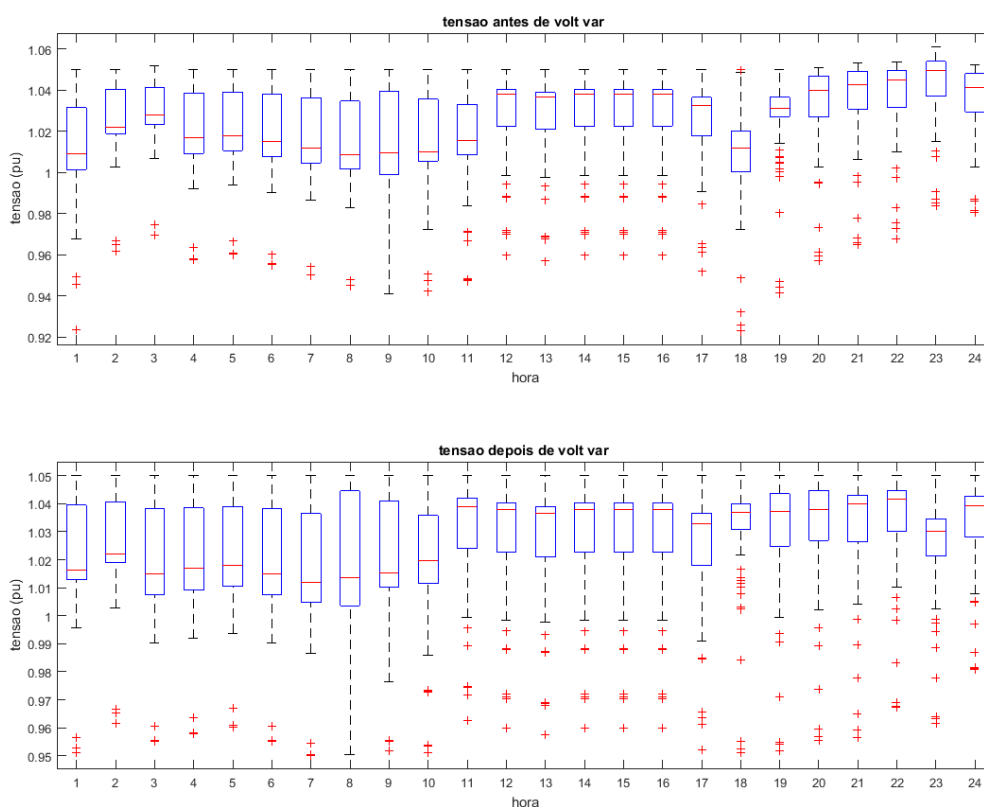 tensao antes de volt var
1.06
1.04
1.02
1
0.98
0.96
0.94
0.92
tensao (pu)
1 2 3 4 5 6 7 8 9 10 11 12 13 14 15 16 17 18 19 20 21 22 23 24
hora
tensao depois de volt var
1.05
1.04
1.03
1.02
1.01
1
0.99
0.98
0.97
0.96
0.95
tensao (pu)
1 2 3 4 5 6 7 8 9 10 11 12 13 14 15 16 17 18 19 20 21 22 23 24
hora